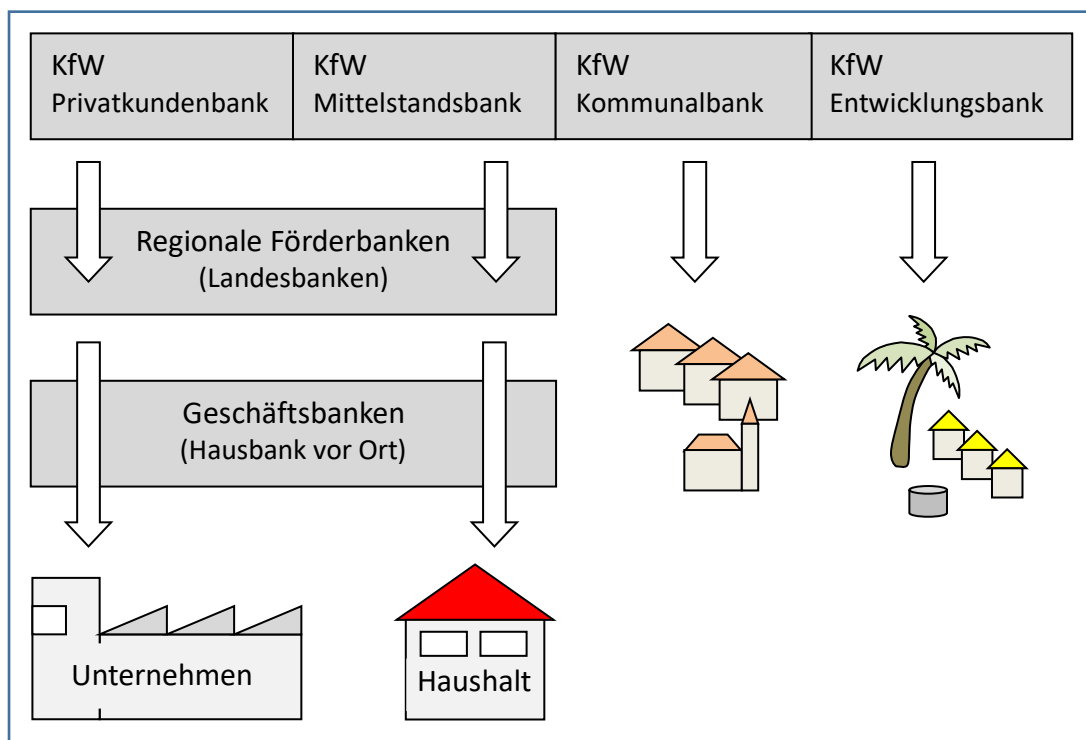 KfW
Privatkundenbank
KfW
Mittelstandsbank
KfW
Kommunalbank
KfW
Entwicklungsbank
Regionale Förderbanken
(Landesbanken)
Geschäftsbanken
(Hausbank vor Ort)
Unternehmen
Haushalt